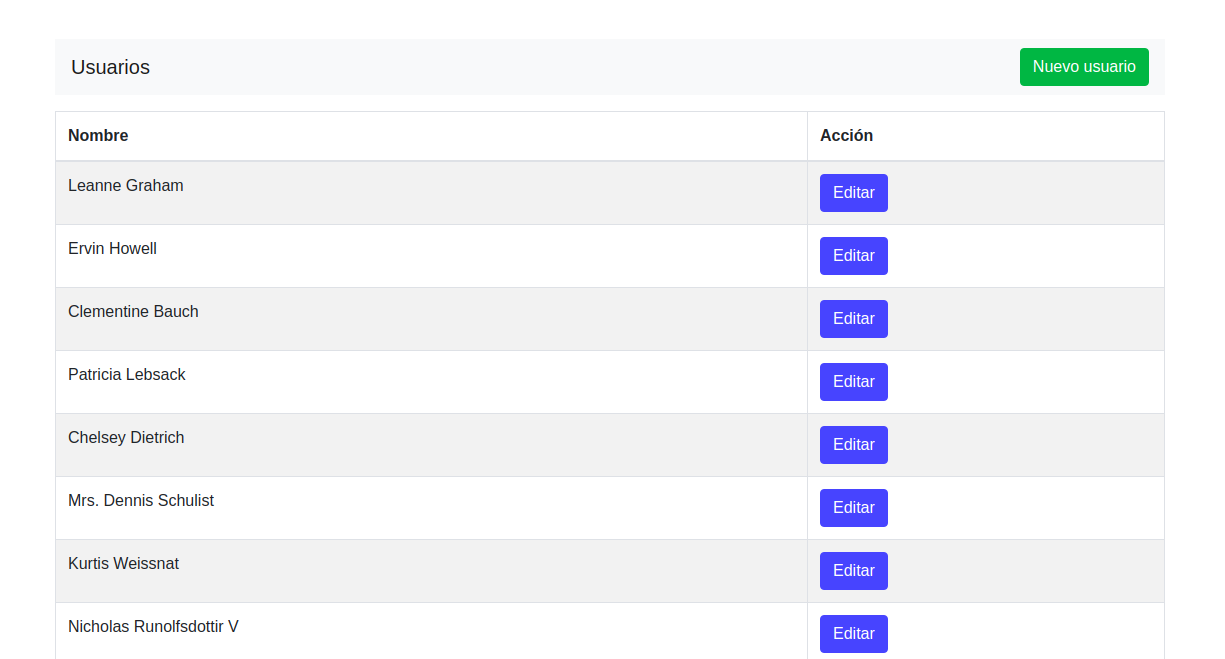 Usuarios
Nuevo usuario
Nombre
Acción
Leanne Graham
Editar
Ervin Howell
Editar
Clementine Bauch
Editar
Patricia Lebsack
Editar
Chelsey Dietrich
Editar
Mrs. Dennis Schulist
Editar
Kurtis Weissnat
Editar
Nicholas Runolfsdottir V
Editar